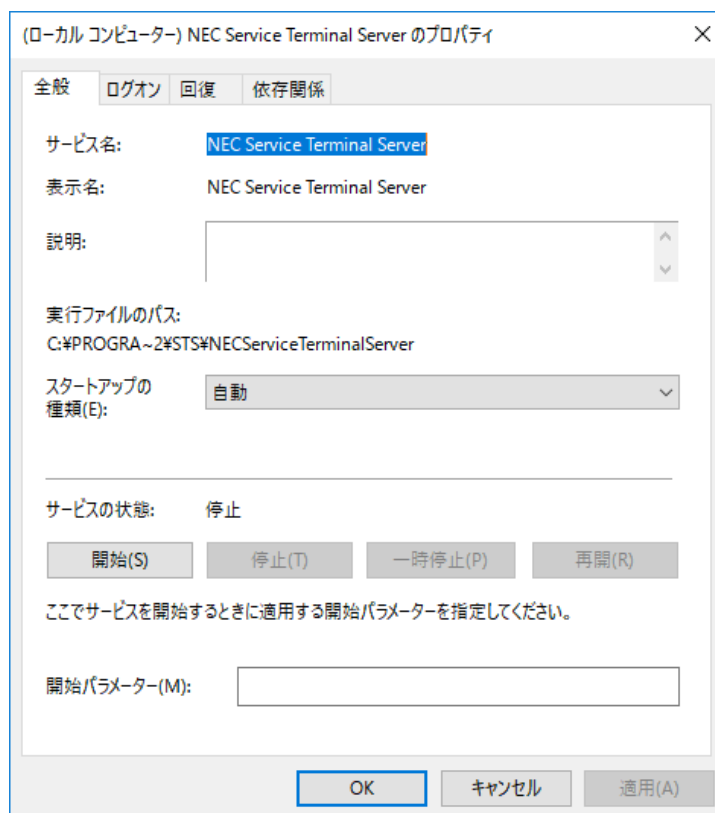 (ローカル コンピューター) NEC Service Terminal Server のプロパティ
全般 ログオン 回復 依存関係
サービス名: NEC Service Terminal Server
表示名: NEC Service Terminal Server
説明:
実行ファイルのパス:
C:¥PROGRA~2¥STS¥NECServiceTerminalServer
スタートアップの
種類(E): 自動
サービスの状態: 停止
開始(S) 停止(T) 一時停止(P) 再開(R)
ここでサービスを開始するときに適用する開始パラメーターを指定してください。
開始パラメーター(M):
OK キャンセル 適用(A)